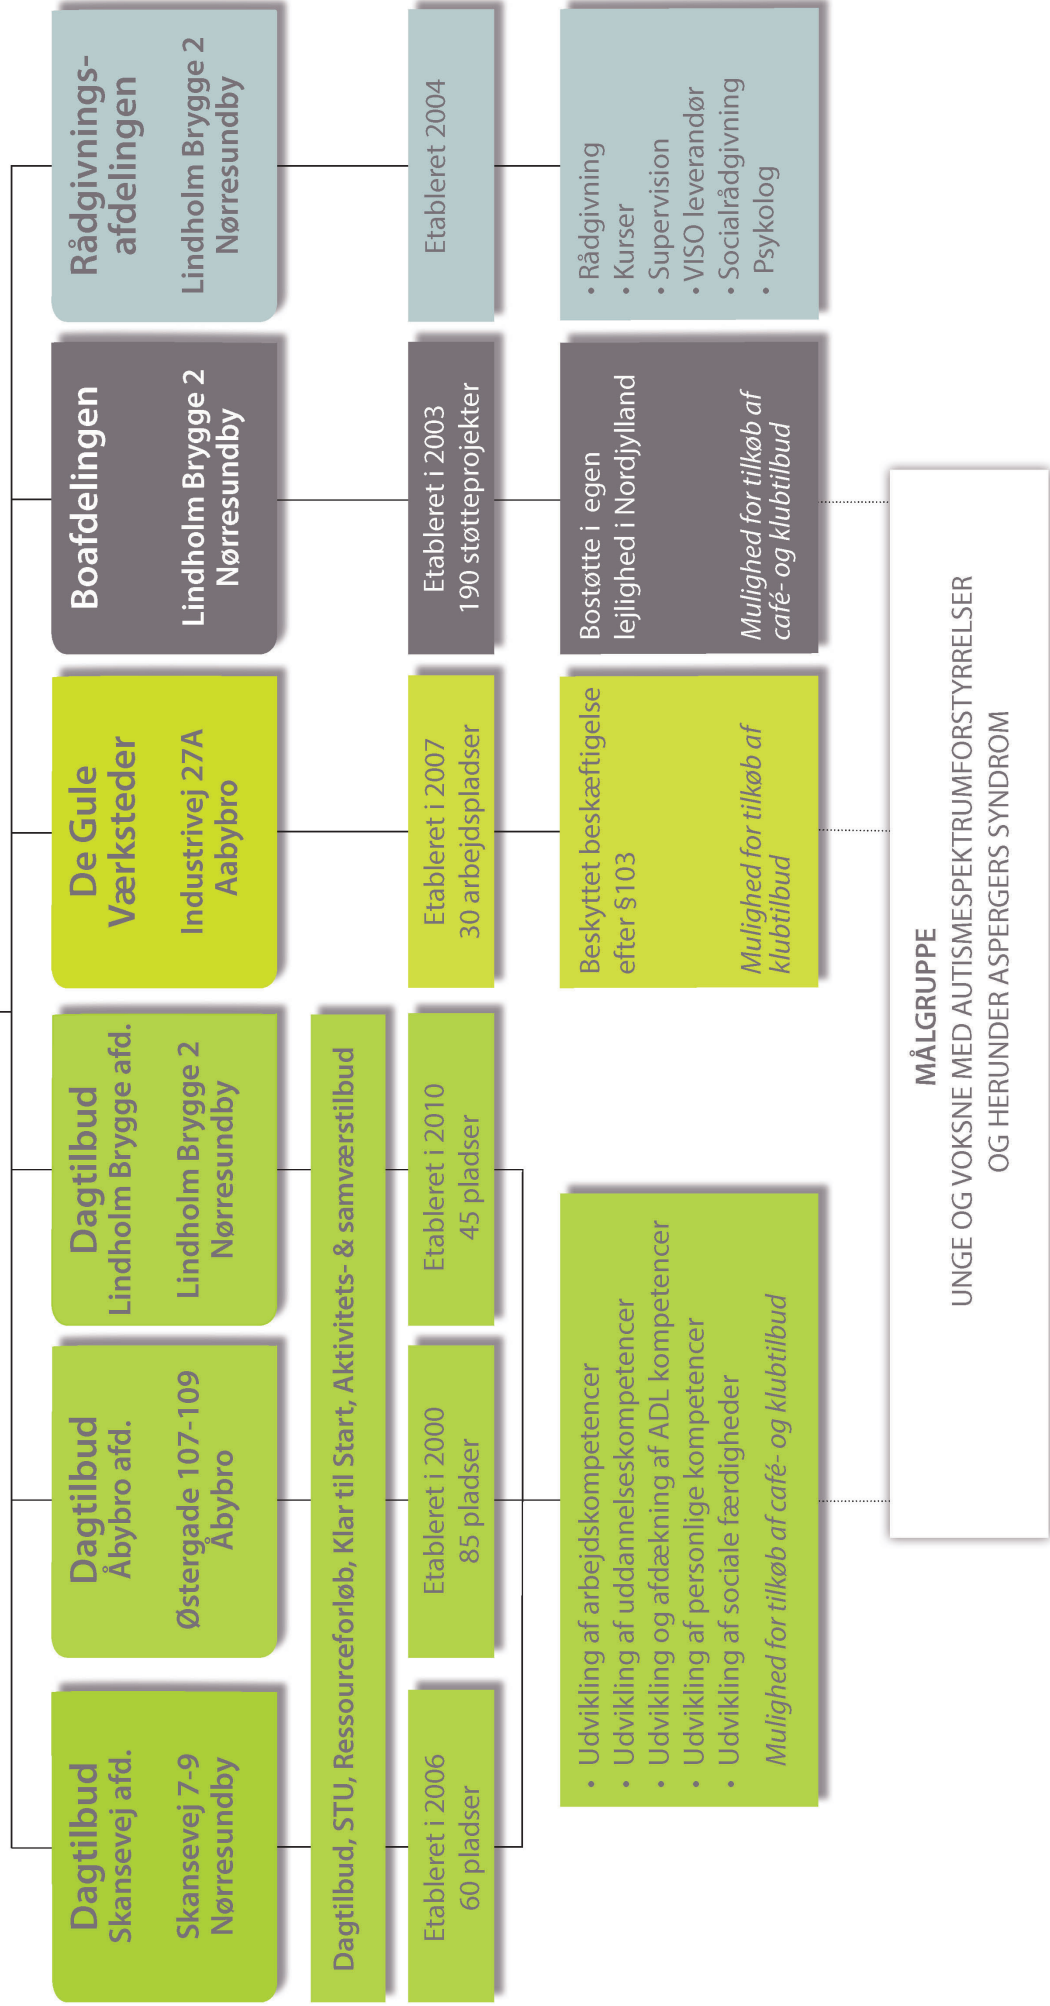 Dagtilbud
Skansevej afd.
Skansevej 7-9
Nørresundby
Dagtilbud
Åbybro afd.
Østergade 107-109
Åbybro
Dagtilbud
Lindholm Brygge afd.
Lindholm Brygge 2
Nørresundby
De Gule
Værksteder
Industrivej 27A
Aabybro
Boafdelingen
Lindholm Brygge 2
Nørresundby
Rådgivnings-
afdelingen
Lindholm Brygge 2
Nørresundby
Dagtilbud, STU, Ressourceforløb, Klar til Start, Aktivitets- & samværstilbud
Etableret i 2006
60 pladser
Etableret i 2000
85 pladser
Etableret i 2010
45 pladser
Etableret i 2007
30 arbejdspladser
Etableret i 2003
190 støtteprojekter
Etableret 2004
• Udvikling af arbejdskompetencer
• Udvikling af uddannelseskompetencer
• Udvikling og afdækning af ADL kompetencer
• Udvikling af personlige kompetencer
• Udvikling af sociale færdigheder
Mulighed for tilkøb af café- og klubtilbud
Beskyttet beskæftigelse
efter §103
Mulighed for tilkøb af
klubtilbud
Bostøtte i egen
lejlighed i Nordjylland
Mulighed for tilkøb af
café- og klubtilbud
• Rådgivning
• Kurser
• Supervision
• VISO leverandør
• Socialrådgivning
• Psykolog
MÅLGRUPPE
UNGE OG VOKSNE MED AUTISMESPEKTRUMFORSTYRRELSER
OG HERUNDER ASPERGERS SYNDROM